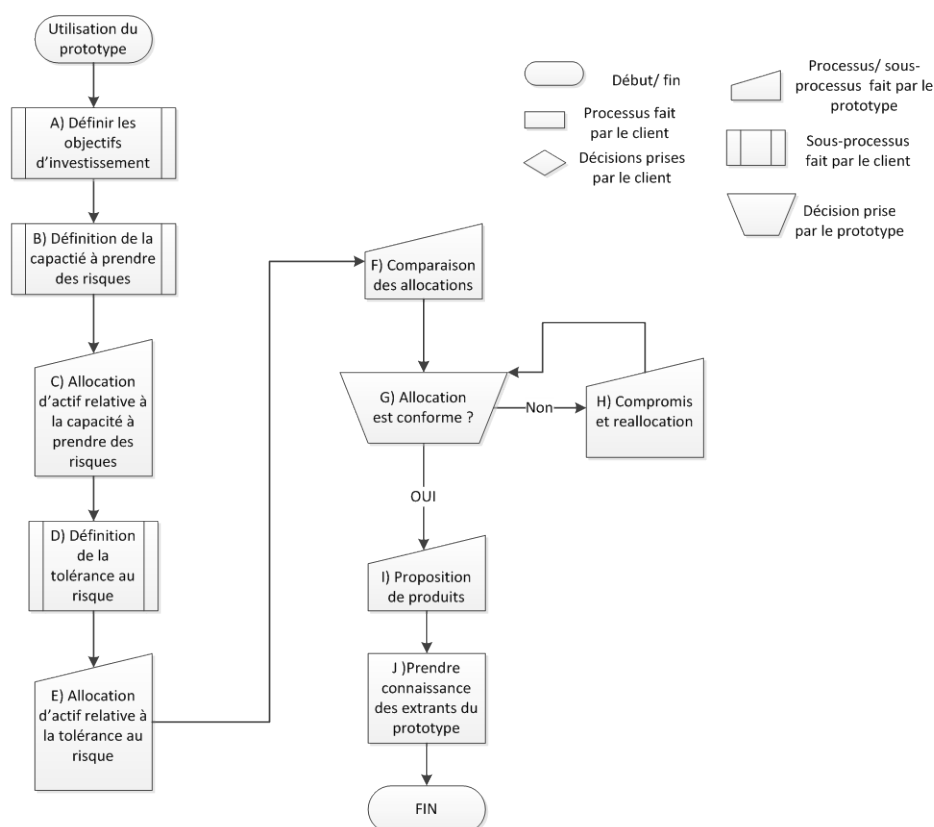 Utilisation du
prototype
A) Définir les
objectifs
d'investissement
B) Définition de la
capactié à prendre
des risques
C) Allocation
d'actif relative à
la capacité à
prendre des
risques
D) Définition
de la
tolérance au
risque
E) Allocation
d'actif relative à
la tolérance au
risque
F) Comparaison
des allocations
G) Allocation
est conforme ?
Non
H) Compromis
et reallocation
OUI
I) Proposition
de produits
J )Prendre
connaissance
des extrants du
prototype
FIN
Début/ fin
Processus fait
par le client
Décisions prises
par le client
Processus/ sous-
processus fait par le
prototype
Sous-processus
fait par le client
Décision prise
par le prototype